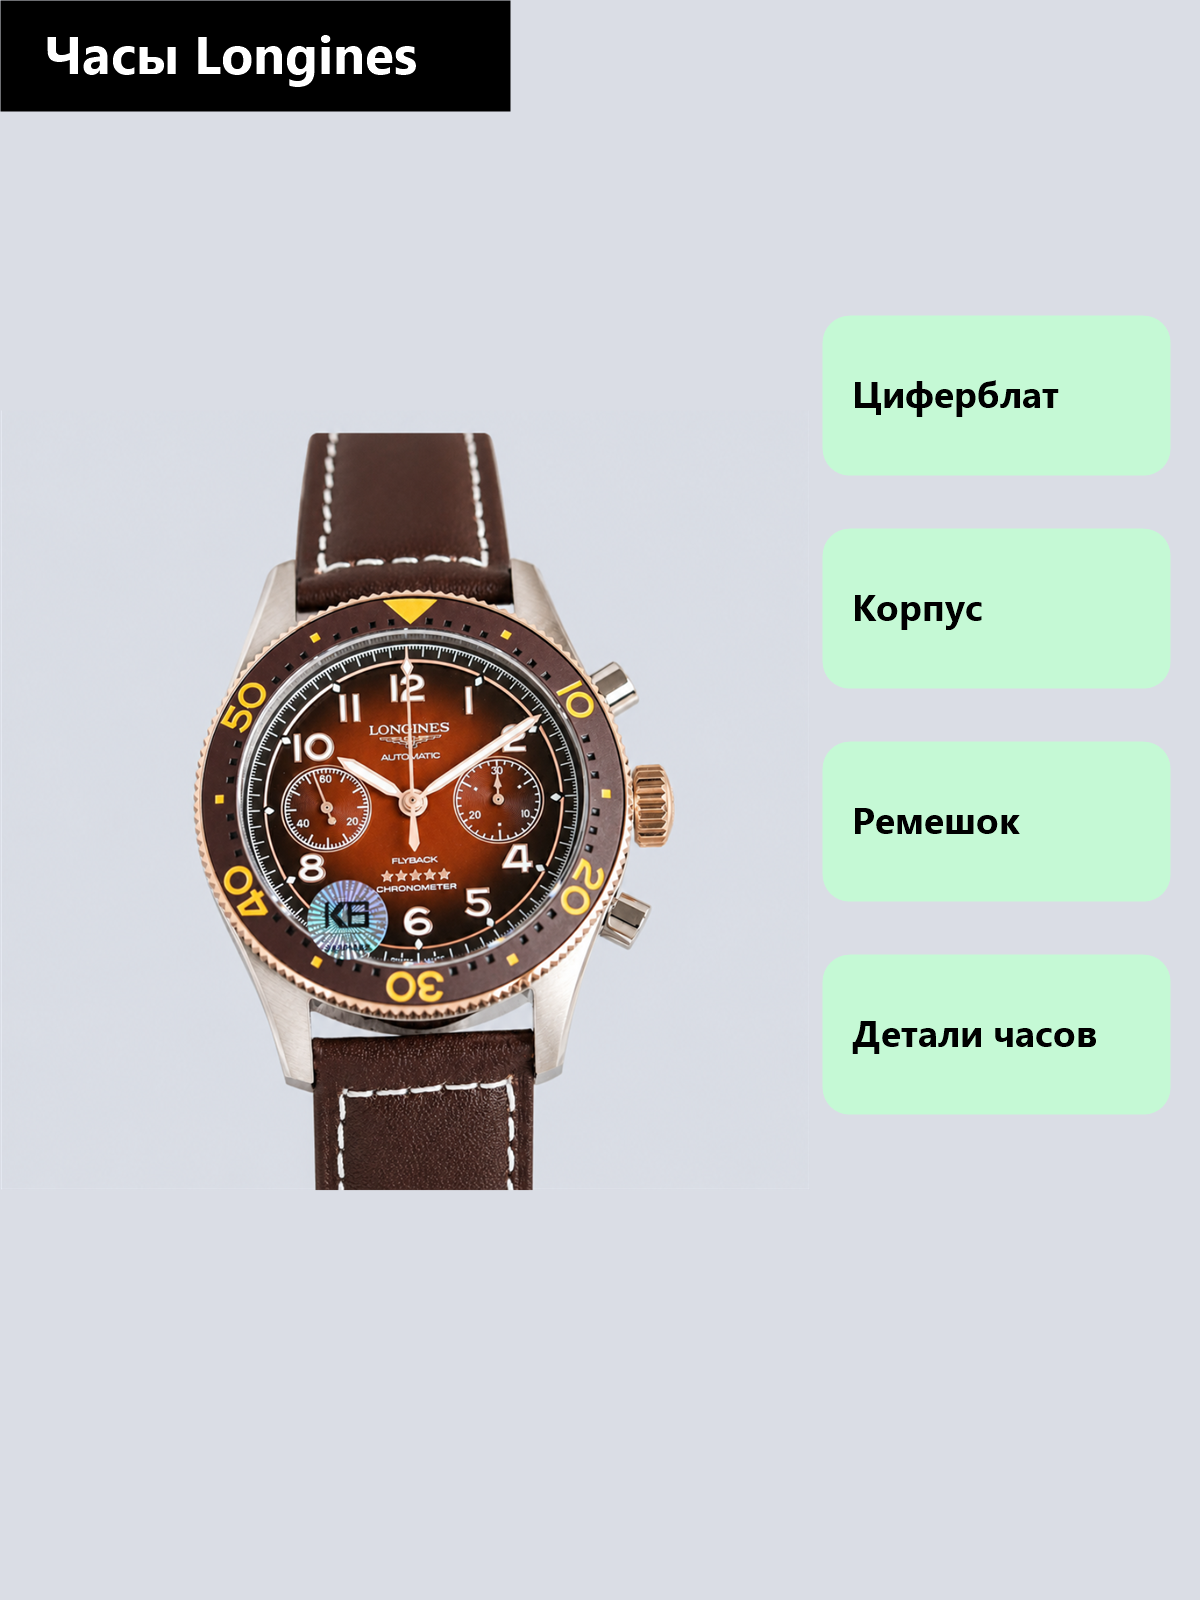 Часы Longines
Циферблат
Корпус
Ремешок
Детали часов
10
20
30
40
50
12
1
2
4
5
6
8
10
11
LONGINES
AUTOMATIC
60
20
40
30
10
20
FLYBACK
CHRONOMETER
K6